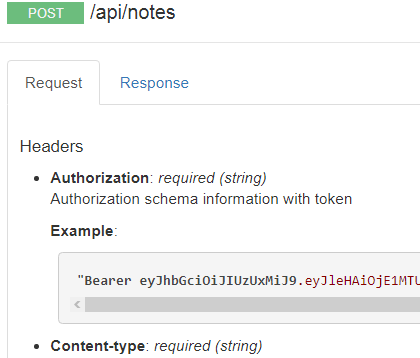 POST /api/notes
Request Response
Headers
Authorization: required (string)
Authorization schema information with token
Example:
"Bearer eyJhbGciOiJIUzUxMiJ9.eyJleHAiOjE1MTU
Content-type: required (string)